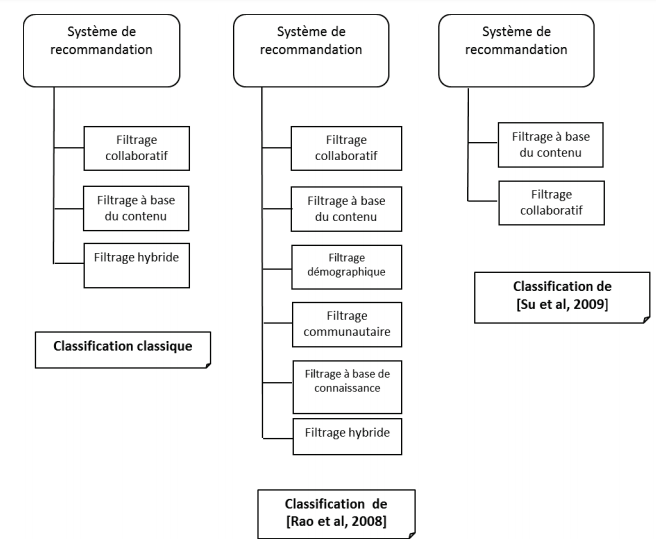 Système de
recommandation
Filtrage
collaboratif
Filtrage à base
du contenu
Filtrage hybride
Classification classique
Système de
recommandation
Filtrage
collaboratif
Filtrage à base
du contenu
Filtrage
démographique
Filtrage
communautaire
Filtrage à base de
connaissance
Filtrage hybride
Classification de
[Rao et al, 2008]
Système de
recommandation
Filtrage à base
du contenu
Filtrage
collaboratif
Classification de
[Su et al, 2009]